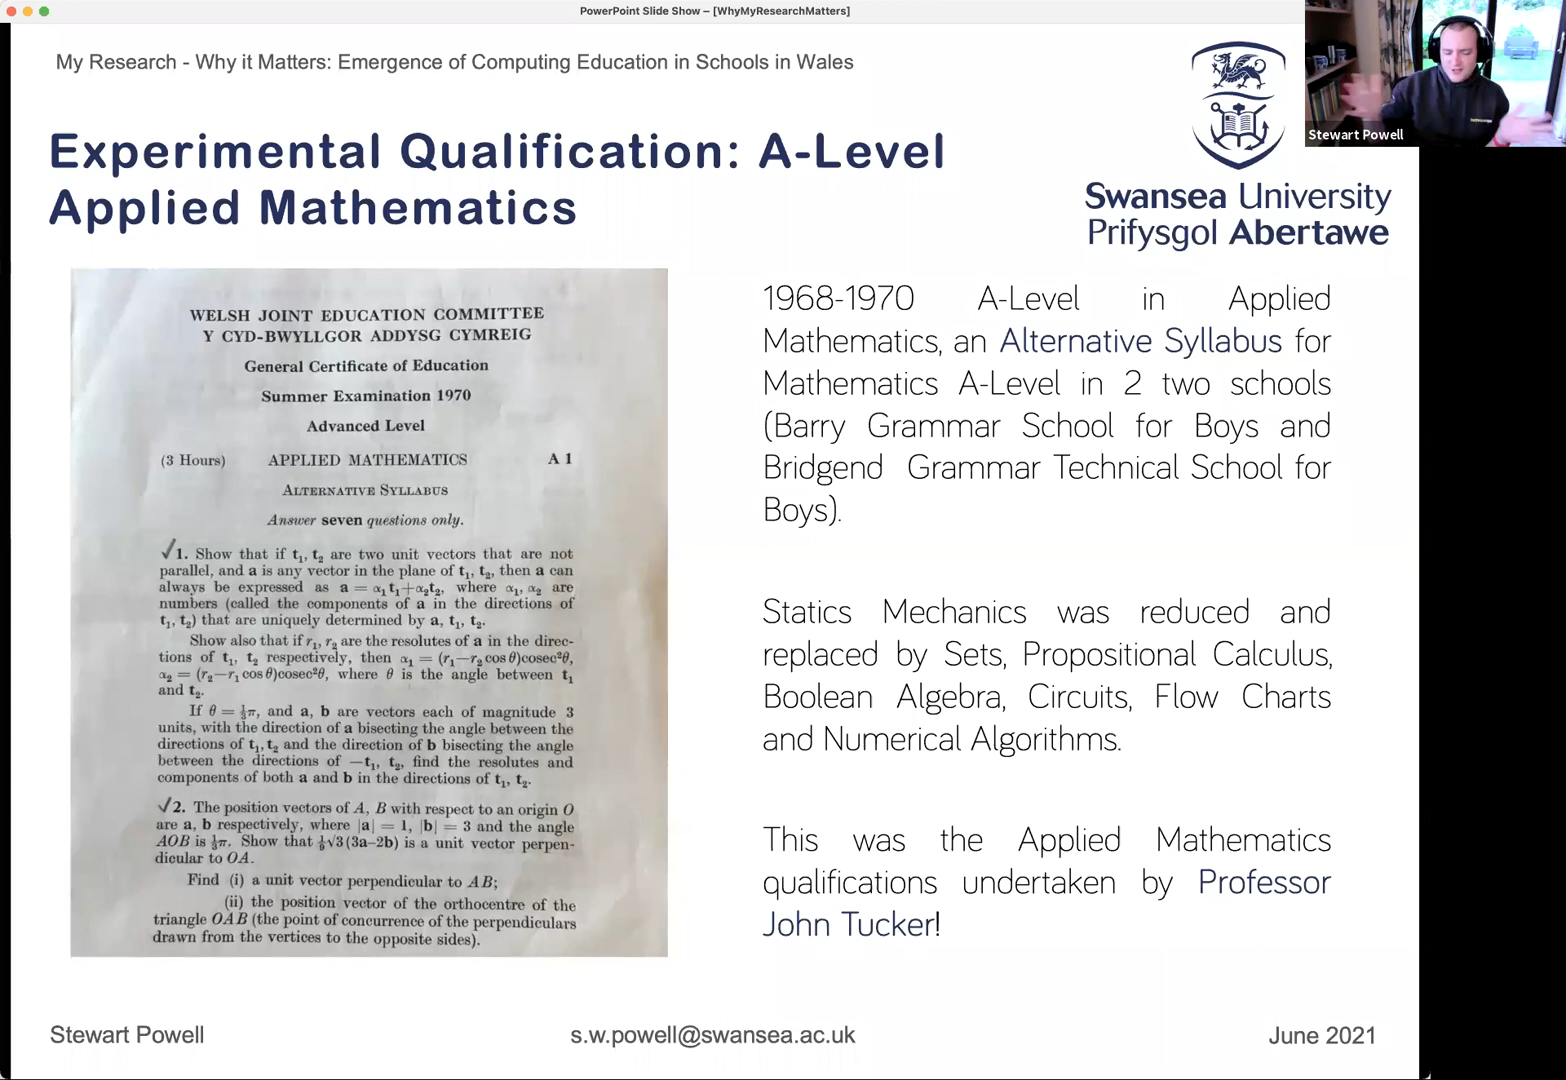 PowerPoint Slide Show – [WhyMyResearchMatters]
My Research - Why it Matters: Emergence of Computing Education in Schools in Wales
Swansea University
Prifysgol Abertawe
Stewart Powell
Experimental Qualification: A-Level
Applied Mathematics
WELSH JOINT EDUCATION COMMITTEE
Y CYD-BWYLLGOR ADDYSG CYMREIG
General Certificate of Education
Summer Examination 1970
Advanced Level
(3 Hours) APPLIED MATHEMATICS A 1
ALTERNATIVE SYLLABUS
Answer seven questions only.
✓1. Show that if t₁, t₂ are two unit vectors that are not
parallel, and a is any vector in the plane of t₁, t₂, then a can
always be expressed as a = α₁t₁+α₂t₂, where α₁, α₂ are
numbers (called the components of a in the directions of
t₁, t₂) that are uniquely determined by a, t₁, t₂.
Show also that if r₁, r₂ are the resolutes of a in the direc-
tions of t₁, t₂ respectively, then α₁ = (r₁−r₂ cos θ)cosec²θ,
α₂ = (r₂−r₁ cos θ)cosec²θ, where θ is the angle between t₁
and t₂.
If θ = ⅓π, and a, b are vectors each of magnitude 3
units, with the direction of a bisecting the angle between the
directions of t₁, t₂ and the direction of b bisecting the angle
between the directions of −t₁, t₂, find the resolutes and
components of both a and b in the directions of t₁, t₂.
✓2. The position vectors of A, B with respect to an origin O
are a, b respectively, where |a| = 1, |b| = 3 and the angle
AOB is ⅓π. Show that ⅑√3(3a−2b) is a unit vector perpen-
dicular to OA.
Find (i) a unit vector perpendicular to AB;
(ii) the position vector of the orthocentre of the
triangle OAB (the point of concurrence of the perpendiculars
drawn from the vertices to the opposite sides).
1968-1970 A-Level in Applied
Mathematics, an Alternative Syllabus for
Mathematics A-Level in 2 two schools
(Barry Grammar School for Boys and
Bridgend Grammar Technical School for
Boys).
Statics Mechanics was reduced and
replaced by Sets, Propositional Calculus,
Boolean Algebra, Circuits, Flow Charts
and Numerical Algorithms.
This was the Applied Mathematics
qualifications undertaken by Professor
John Tucker!
Stewart Powell s.w.powell@swansea.ac.uk June 2021